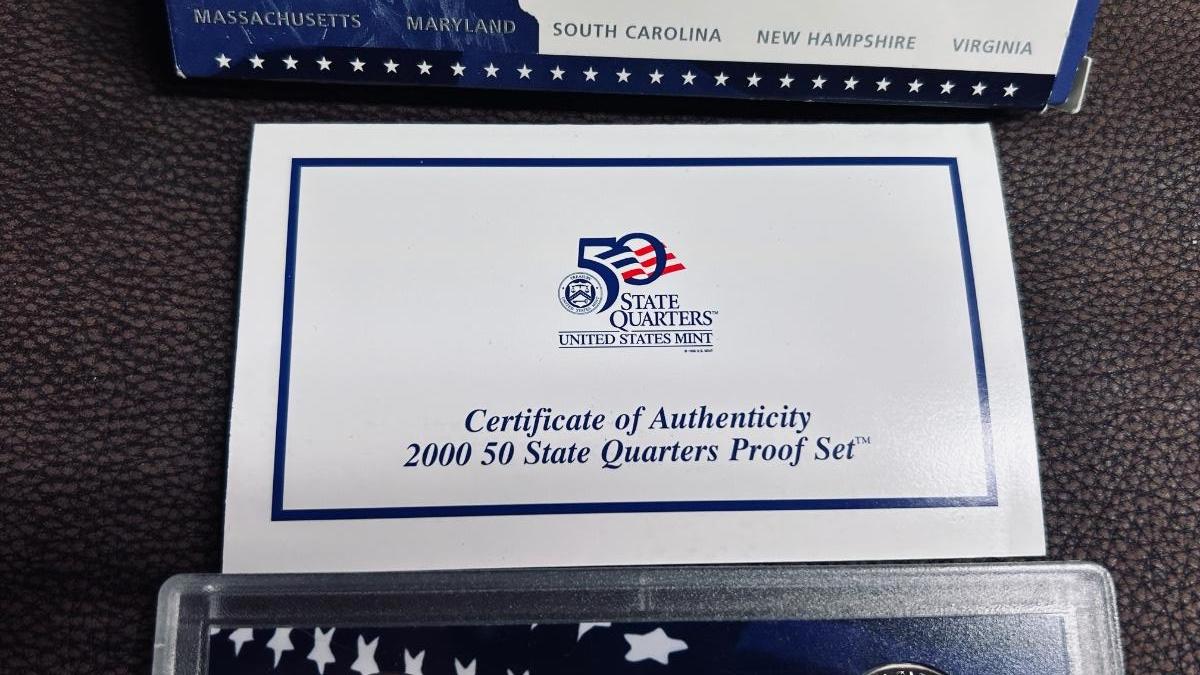 MASSACHUSETTS MARYLAND SOUTH CAROLINA NEW HAMPSHIRE VIRGINIA
50
STATE
QUARTERS™
UNITED STATES MINT
Certificate of Authenticity
2000 50 State Quarters Proof Set™